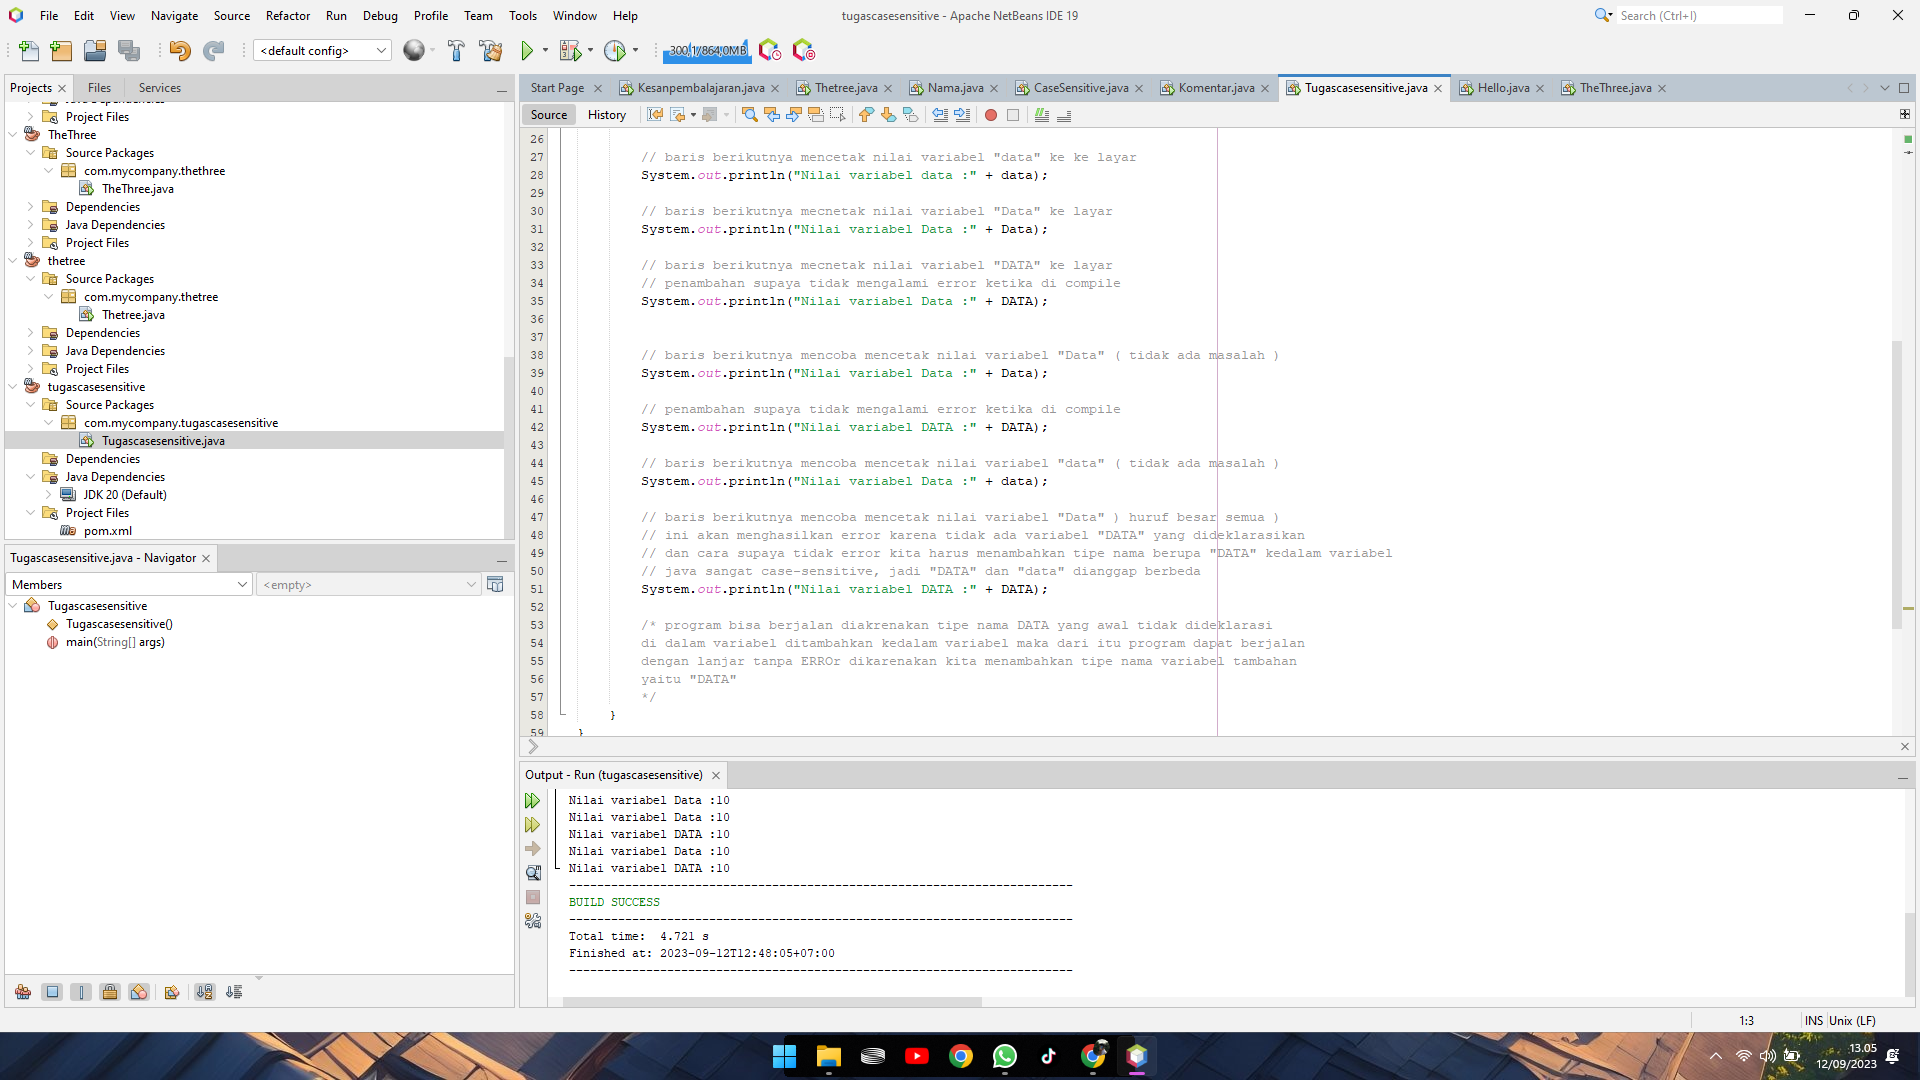 File Edit View Navigate Source Refactor Run Debug Profile Team Tools Window Help
tugascasesensitive - Apache NetBeans IDE 19
Search (Ctrl+I)
<default config>
300,1/864,0MB
Projects Files Services
Start Page Kesanpembalajaran.java Thetree.java Nama.java CaseSensitive.java Komentar.java Tugascasesensitive.java Hello.java TheThree.java
Source History
Project Files
TheThree
Source Packages
com.mycompany.thethree
TheThree.java
Dependencies
Java Dependencies
Project Files
thetree
Source Packages
com.mycompany.thetree
Thetree.java
Dependencies
Java Dependencies
Project Files
tugascasesensitive
Source Packages
com.mycompany.tugascasesensitive
Tugascasesensitive.java
Dependencies
Java Dependencies
JDK 20 (Default)
Project Files
pom.xml
Tugascasesensitive.java - Navigator
Members
<empty>
Tugascasesensitive
Tugascasesensitive()
main(String[] args)
26
27 // baris berikutnya mencetak nilai variabel "data" ke ke layar
28 System.out.println("Nilai variabel data :" + data);
29
30 // baris berikutnya mecnetak nilai variabel "Data" ke layar
31 System.out.println("Nilai variabel Data :" + Data);
32
33 // baris berikutnya mecnetak nilai variabel "DATA" ke layar
34 // penambahan supaya tidak mengalami error ketika di compile
35 System.out.println("Nilai variabel Data :" + DATA);
36
37
38 // baris berikutnya mencoba mencetak nilai variabel "Data" ( tidak ada masalah )
39 System.out.println("Nilai variabel Data :" + Data);
40
41 // penambahan supaya tidak mengalami error ketika di compile
42 System.out.println("Nilai variabel DATA :" + DATA);
43
44 // baris berikutnya mencoba mencetak nilai variabel "data" ( tidak ada masalah )
45 System.out.println("Nilai variabel Data :" + data);
46
47 // baris berikutnya mencoba mencetak nilai variabel "Data" ) huruf besar semua )
48 // ini akan menghasilkan error karena tidak ada variabel "DATA" yang dideklarasikan
49 // dan cara supaya tidak error kita harus menambahkan tipe nama berupa "DATA" kedalam variabel
50 // java sangat case-sensitive, jadi "DATA" dan "data" dianggap berbeda
51 System.out.println("Nilai variabel DATA :" + DATA);
52
53 /* program bisa berjalan diakrenakan tipe nama DATA yang awal tidak dideklarasi
54 di dalam variabel ditambahkan kedalam variabel maka dari itu program dapat berjalan
55 dengan lanjar tanpa ERROr dikarenakan kita menambahkan tipe nama variabel tambahan
56 yaitu "DATA"
57 */
58 }
59 }
Output - Run (tugascasesensitive)
Nilai variabel Data :10
Nilai variabel Data :10
Nilai variabel DATA :10
Nilai variabel Data :10
Nilai variabel DATA :10
------------------------------------------------------------------------
BUILD SUCCESS
------------------------------------------------------------------------
Total time:  4.721 s
Finished at: 2023-09-12T12:48:05+07:00
------------------------------------------------------------------------
1:3 INS Unix (LF)
13.05
12/09/2023